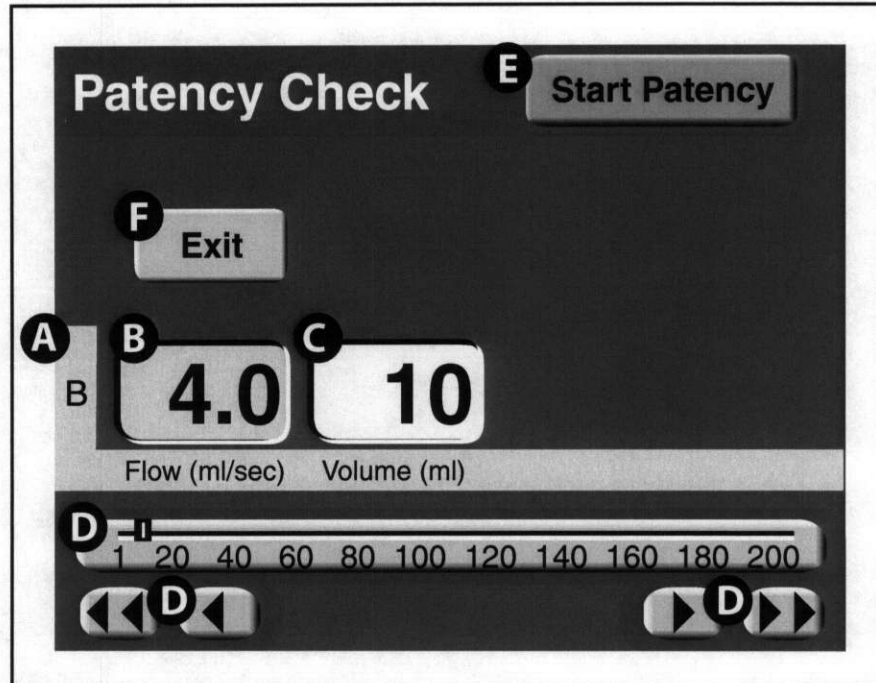 Patency Check
E Start Patency
F Exit
A
B
B 4.0
C 10
Flow (ml/sec) Volume (ml)
D
1 20 40 60 80 100 120 140 160 180 200
D D